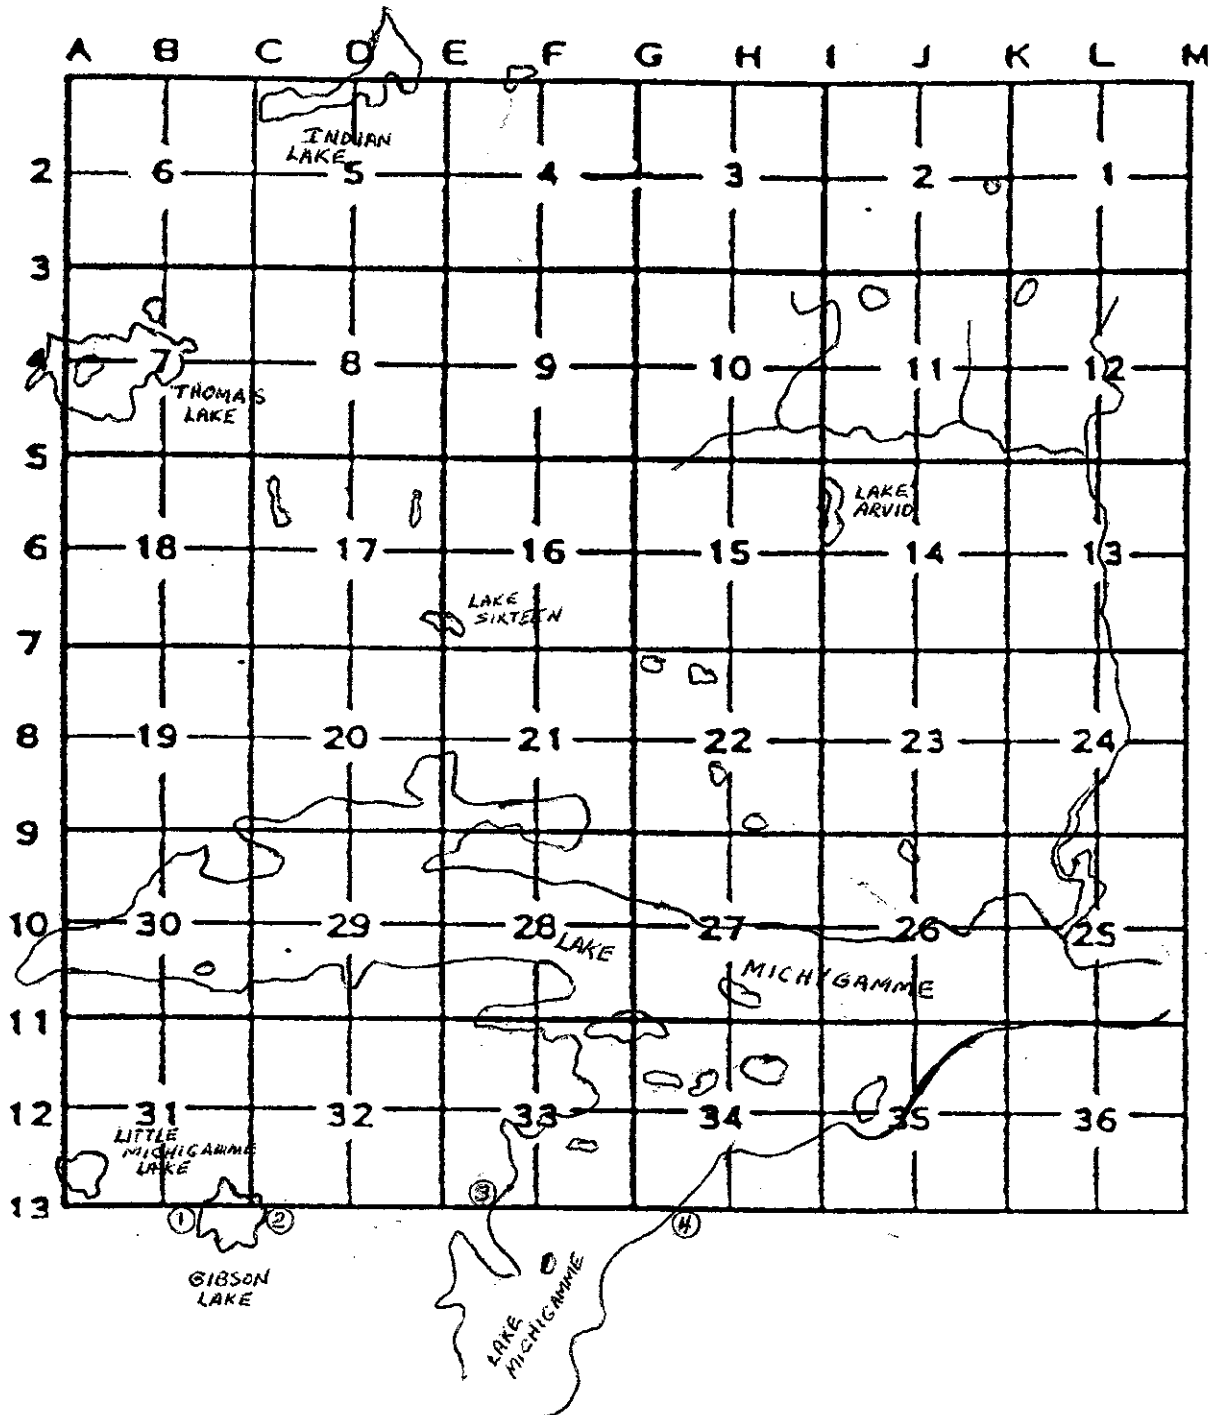 A B C D E F G H I J K L M
INDIAN
LAKE
2 6 5 4 3 2 1
3
4 7 8 9 10 11 12
THOMAS
LAKE
5
LAKE
ARVID
6 18 17 16 15 14 13
LAKE
SIXTEEN
7
8 19 20 21 22 23 24
9
10 30 29 28 27 26 25
LAKE MICHIGAMME
11
12 31 32 33 34 35 36
LITTLE
MICHIGAMME
LAKE
13 1 2 3 4
GIBSON
LAKE
LAKE
MICHIGAMME